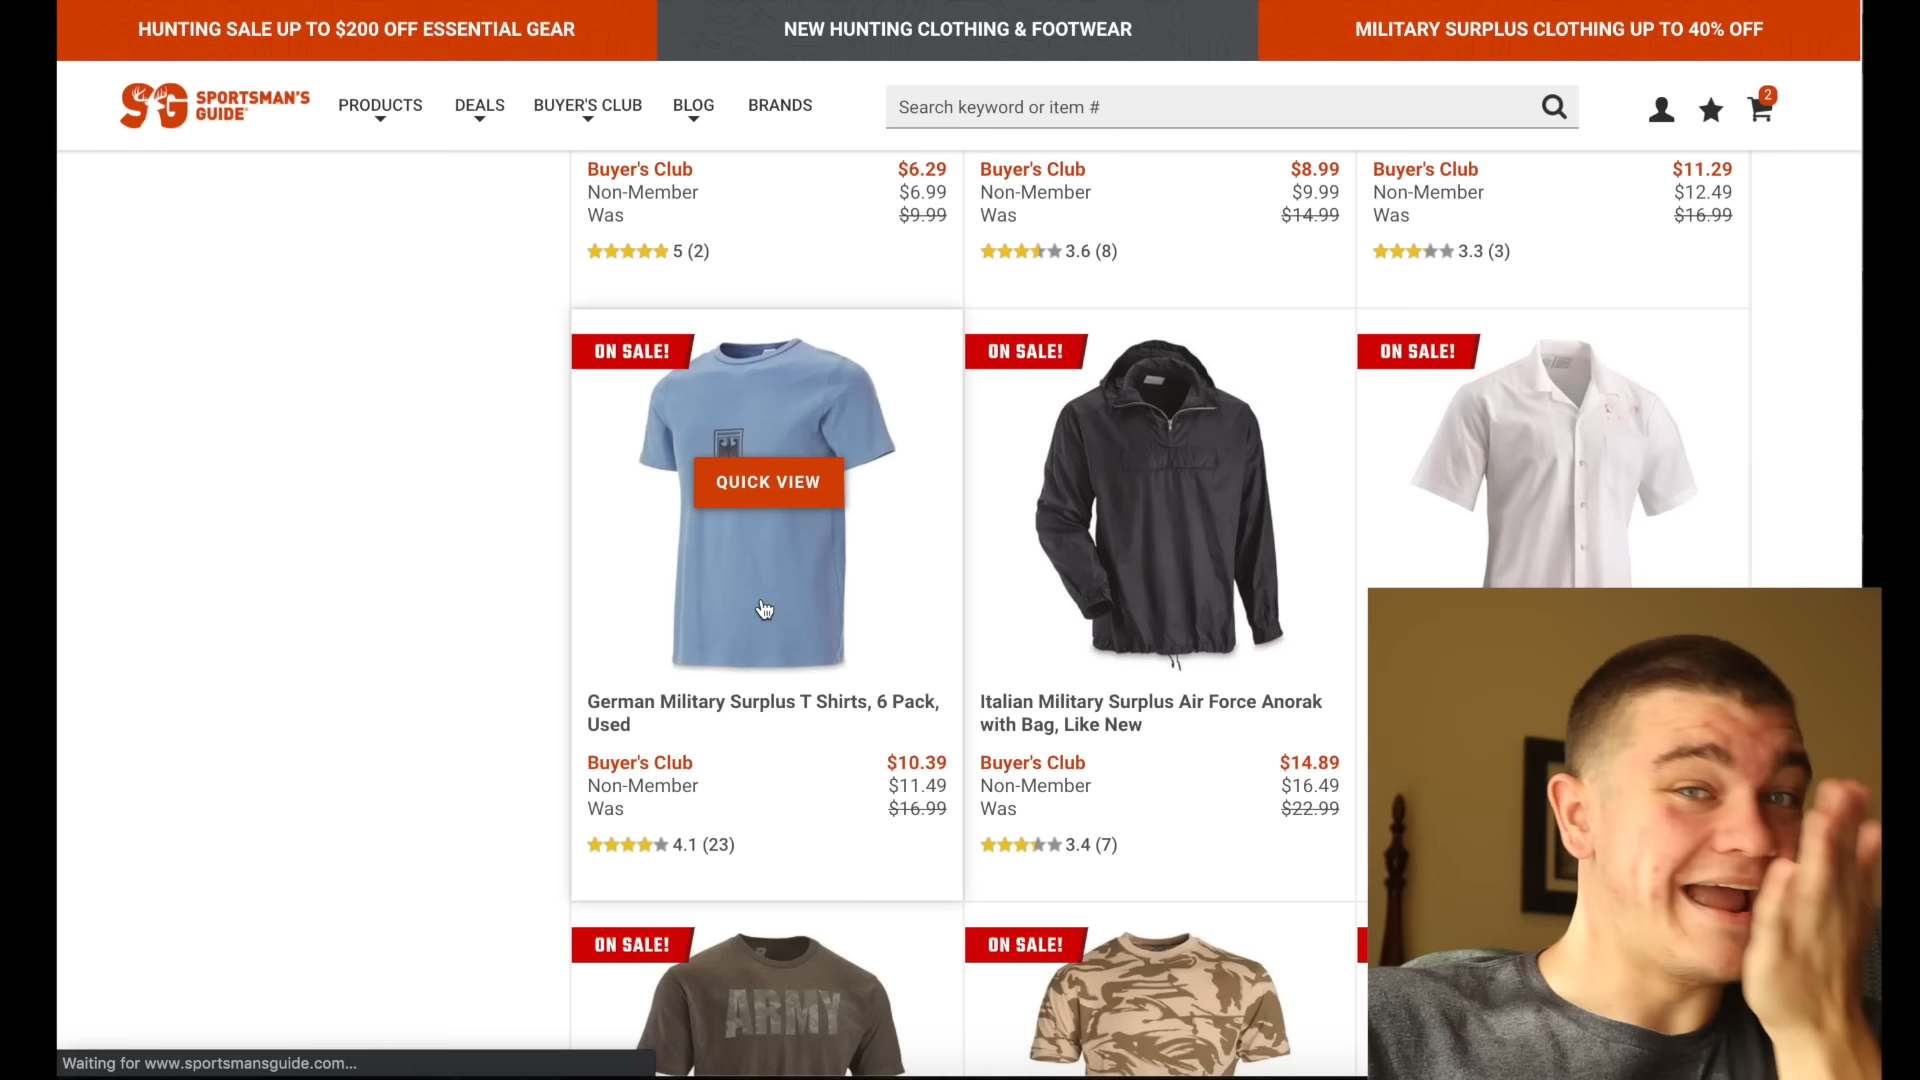 HUNTING SALE UP TO $200 OFF ESSENTIAL GEAR
NEW HUNTING CLOTHING & FOOTWEAR
MILITARY SURPLUS CLOTHING UP TO 40% OFF
SG SPORTSMAN'S
GUIDE
PRODUCTS
DEALS
BUYER'S CLUB
BLOG
BRANDS
Search keyword or item #
2
Buyer's Club $6.29
Non-Member $6.99
Was $9.99
5 (2)
Buyer's Club $8.99
Non-Member $9.99
Was $14.99
3.6 (8)
Buyer's Club $11.29
Non-Member $12.49
Was $16.99
3.3 (3)
ON SALE!
QUICK VIEW
German Military Surplus T Shirts, 6 Pack,
Used
Buyer's Club $10.39
Non-Member $11.49
Was $16.99
4.1 (23)
ON SALE!
Italian Military Surplus Air Force Anorak
with Bag, Like New
Buyer's Club $14.89
Non-Member $16.49
Was $22.99
3.4 (7)
ON SALE!
ON SALE!
ARMY
ON SALE!
Waiting for www.sportsmansguide.com...